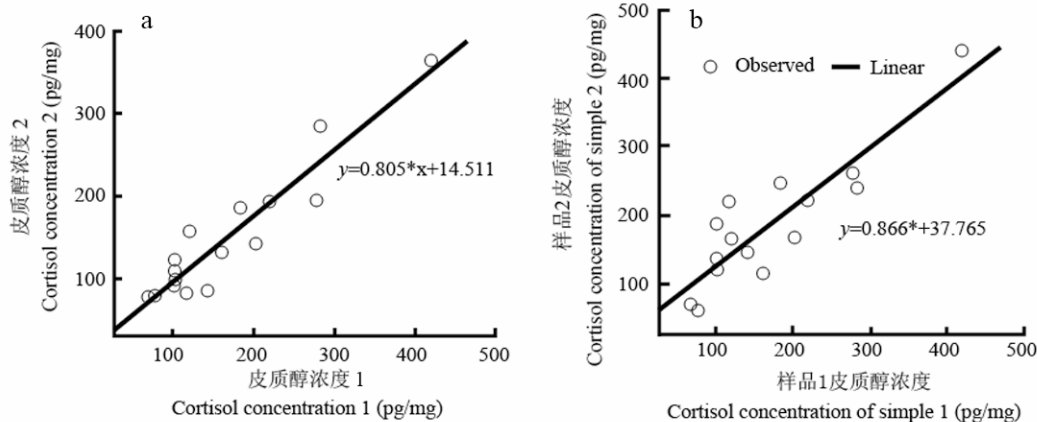 a
400
300
200
100
皮质醇浓度 2
Cortisol concentration 2 (pg/mg)
y=0.805*x+14.511
100 200 300 400 500
皮质醇浓度 1
Cortisol concentration 1 (pg/mg)
b
500
400
300
200
100
样品2皮质醇浓度
Cortisol concentration of simple 2 (pg/mg)
Observed Linear
y=0.866*+37.765
100 200 300 400 500
样品1皮质醇浓度
Cortisol concentration of simple 1 (pg/mg)